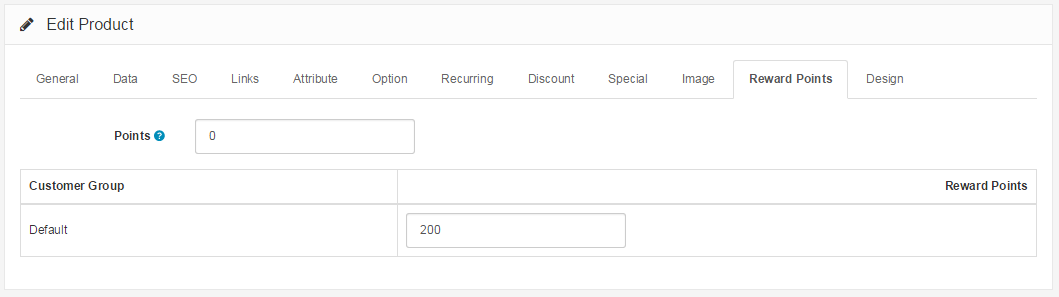 Edit Product
General Data SEO Links Attribute Option Recurring Discount Special Image Reward Points Design
Points ? 0
Customer Group Reward Points
Default 200